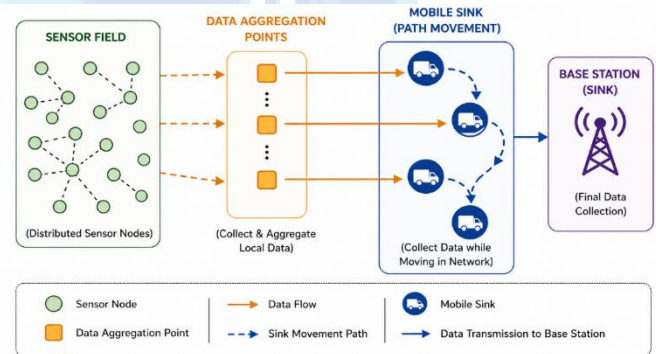 SENSOR FIELD
(Distributed Sensor Nodes)
DATA AGGREGATION
POINTS
(Collect & Aggregate
Local Data)
MOBILE SINK
(PATH MOVEMENT)
(Collect Data while
Moving in Network)
BASE STATION
(SINK)
(Final Data
Collection)
Sensor Node
Data Aggregation Point
Data Flow
Sink Movement Path
Mobile Sink
Data Transmission to Base Station